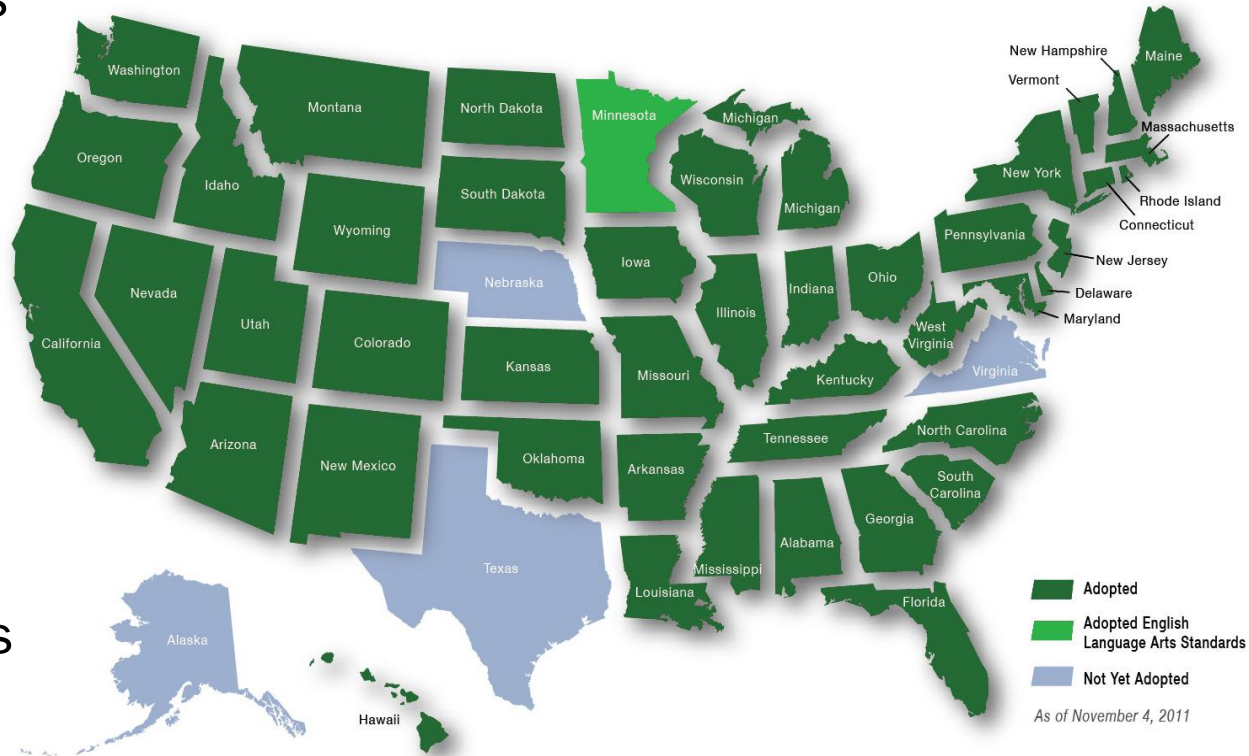 s
Washington
Oregon
California
Nevada
Idaho
Montana
Wyoming
Utah
Colorado
Arizona
New Mexico
North Dakota
South Dakota
Nebraska
Kansas
Oklahoma
Texas
Minnesota
Iowa
Missouri
Arkansas
Louisiana
Wisconsin
Michigan
Michigan
Illinois
Indiana
Ohio
Kentucky
Tennessee
Mississippi
Alabama
Georgia
Florida
South
Carolina
North Carolina
Virginia
West
Virginia
Pennsylvania
New York
Vermont
New Hampshire
Maine
Massachusetts
Rhode Island
Connecticut
New Jersey
Delaware
Maryland
s
Alaska
Hawaii
Adopted
Adopted English
Language Arts Standards
Not Yet Adopted
As of November 4, 2011